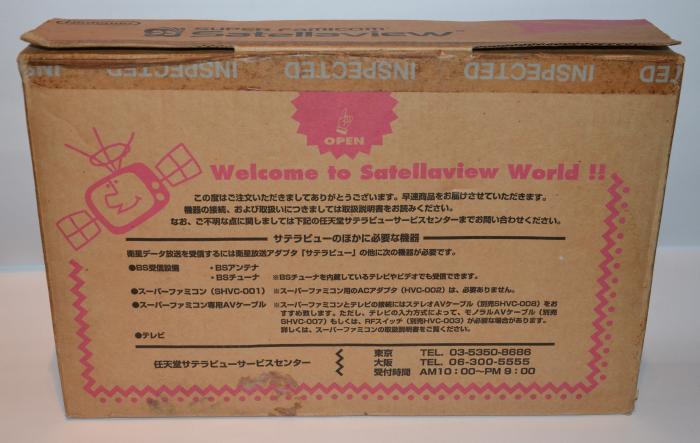 Nintendo
SUPER FAMICOM™
Satellaview™
INSPECTED INSPECTED INSPECTED INSPECTED
OPEN
Welcome to Satellaview World !!
この度はご注文いただきましてありがとうございます。早速商品をお届けさせていただきます。
機器の接続、および取扱いにつきましては取扱説明書をお読みください。
なお、ご不明な点に関しましては下記の任天堂サテラビューサービスセンターまでお問い合わせください。
サテラビューのほかに必要な機器
衛星データ放送を受信するには衛星放送アダプタ「サテラビュー」の他に次の機器が必要です。
●BS受信設備 ・BSアンテナ
・BSチューナ ※BSチューナを内蔵しているテレビやビデオでも受信できます。
●スーパーファミコン(SHVC-001) ※スーパーファミコン用のACアダプタ(HVC-002)は、必要ありません。
●スーパーファミコン専用AVケーブル ※スーパーファミコンとテレビの接続にはステレオAVケーブル(別売SHVC-008)をお
すすめ致します。ただし、テレビの入力方式によって、モノラルAVケーブル(別売
SHVC-007)もしくは、RFスイッチ(別売HVC-003)が必要な場合があります。
詳しくは、スーパーファミコンの取扱説明書をご覧ください。
●テレビ
任天堂サテラビューサービスセンター
東京 TEL. 03-5350-8686
大阪 TEL. 06-300-5555
受付時間 AM10:00〜PM 9:00